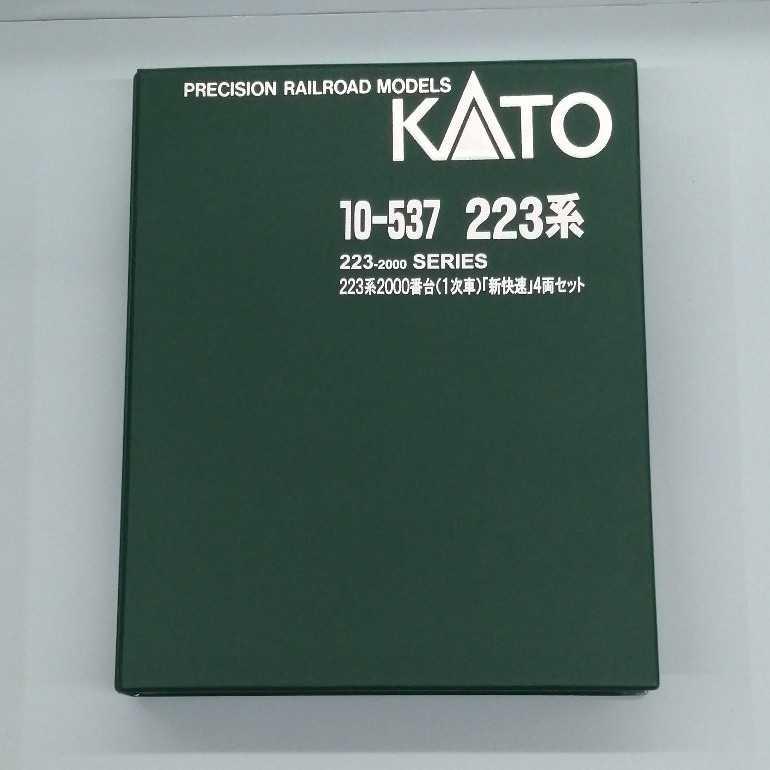 PRECISION RAILROAD MODELS
KATO
10-537 223系
223-2000 SERIES
223系2000番台(1次車)「新快速」4両セット